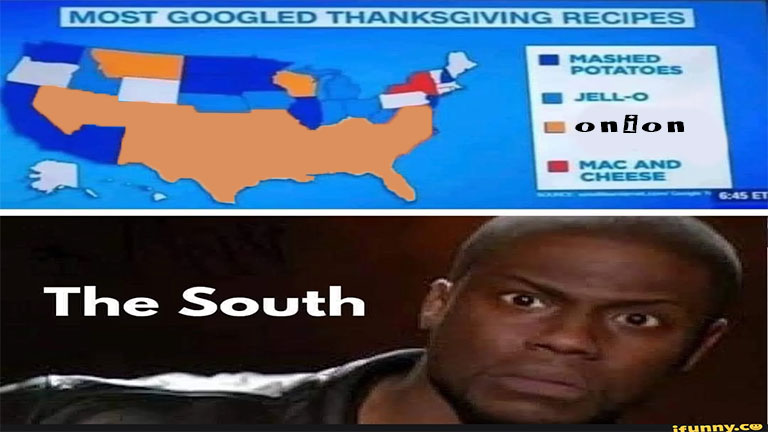 MOST GOOGLED THANKSGIVING RECIPES
MASHED
POTATOES
JELL-O
onion
MAC AND
CHEESE
6:45 ET
The South
ifunny.co